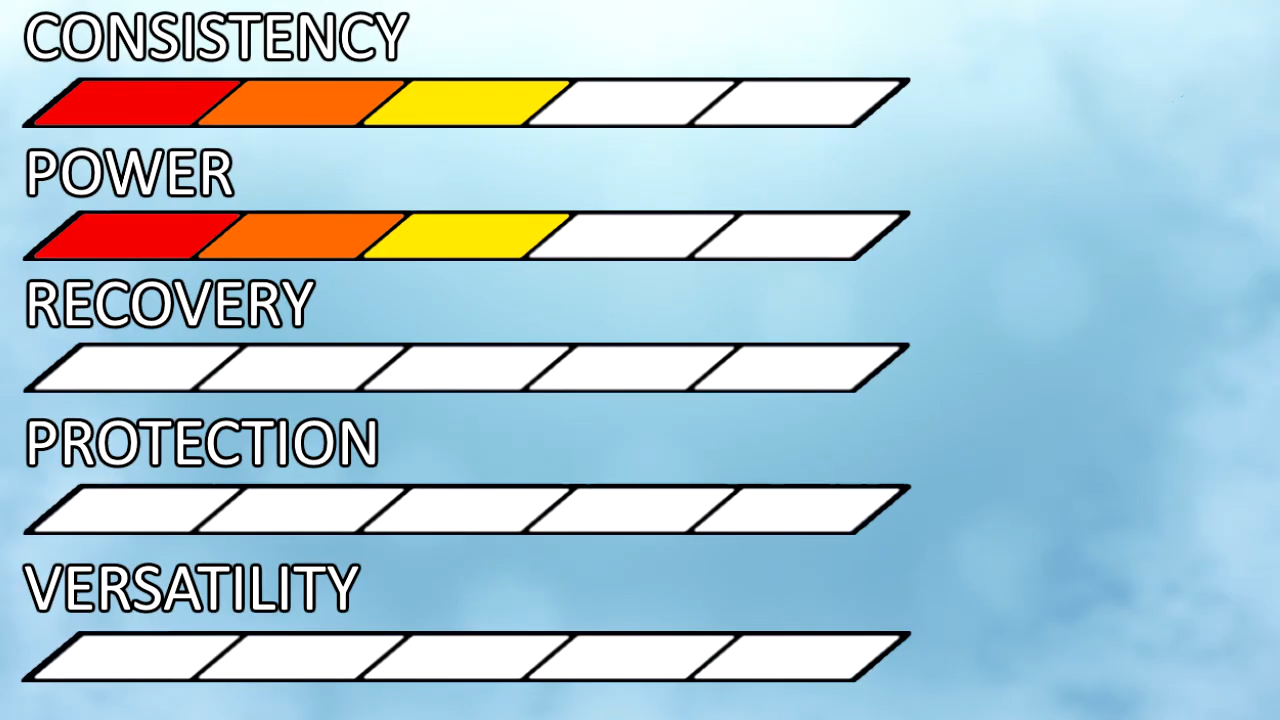 CONSISTENCY
POWER
RECOVERY
PROTECTION
VERSATILITY